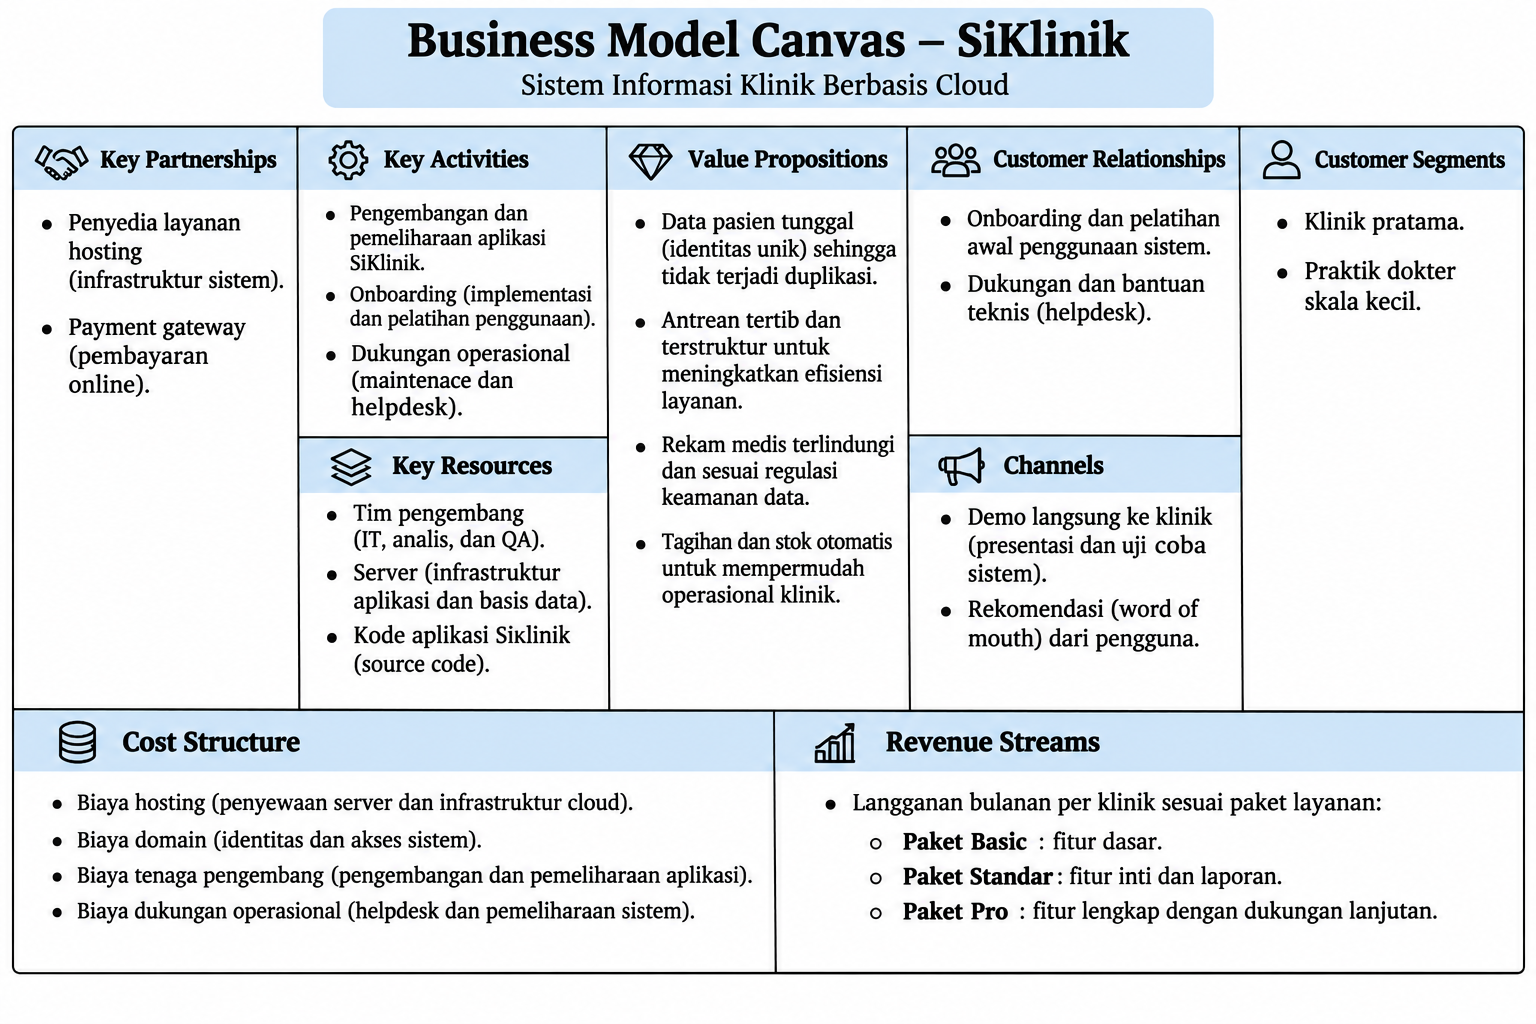 Business Model Canvas – SiKlinik
Sistem Informasi Klinik Berbasis Cloud
Key Partnerships
Penyedia layanan
hosting
(infrastruktur sistem).
Payment gateway
(pembayaran
online).
Key Activities
Pengembangan dan
pemeliharaan aplikasi
SiKlinik.
Onboarding (implementasi
dan pelatihan penggunaan).
Dukungan operasional
(maintenace dan
helpdesk).
Key Resources
Tim pengembang
(IT, analis, dan QA).
Server (infrastruktur
aplikasi dan basis data).
Kode aplikasi Siklinik
(source code).
Value Propositions
Data pasien tunggal
(identitas unik) sehingga
tidak terjadi duplikasi.
Antrean tertib dan
terstruktur untuk
meningkatkan efisiensi
layanan.
Rekam medis terlindungi
dan sesuai regulasi
keamanan data.
Tagihan dan stok otomatis
untuk mempermudah
operasional klinik.
Customer Relationships
Onboarding dan pelatihan
awal penggunaan sistem.
Dukungan dan bantuan
teknis (helpdesk).
Channels
Demo langsung ke klinik
(presentasi dan uji coba
sistem).
Rekomendasi (word of
mouth) dari pengguna.
Customer Segments
Klinik pratama.
Praktik dokter
skala kecil.
Cost Structure
Biaya hosting (penyewaan server dan infrastruktur cloud).
Biaya domain (identitas dan akses sistem).
Biaya tenaga pengembang (pengembangan dan pemeliharaan aplikasi).
Biaya dukungan operasional (helpdesk dan pemeliharaan sistem).
Revenue Streams
Langganan bulanan per klinik sesuai paket layanan:
Paket Basic : fitur dasar.
Paket Standar : fitur inti dan laporan.
Paket Pro : fitur lengkap dengan dukungan lanjutan.